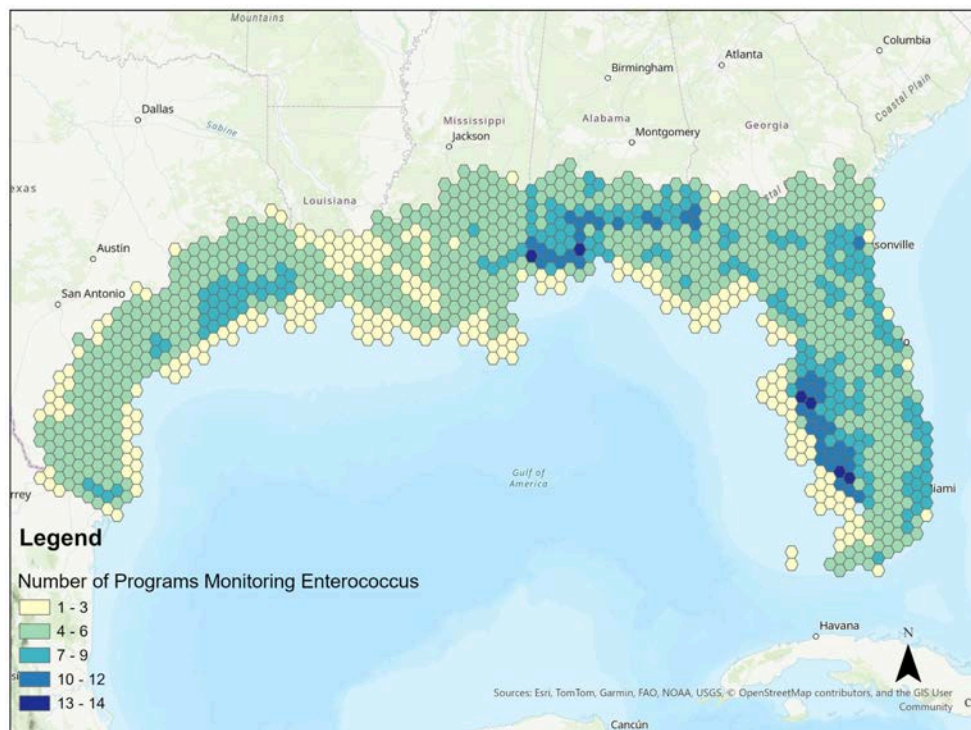 Mountains
Columbia
Atlanta
Birmingham
Dallas
Coastal Plain
Sabine
Mississippi
Alabama
Georgia
Jackson
Montgomery
exas
Louisiana
Austin
sonville
San Antonio
Gulf of
America
rrey
iami
Legend
Number of Programs Monitoring Enterococcus
1 - 3
4 - 6
7 - 9
10 - 12
13 - 14
Havana
N
Sources: Esri, TomTom, Garmin, FAO, NOAA, USGS, © OpenStreetMap contributors, and the GIS User
Community
Cancún